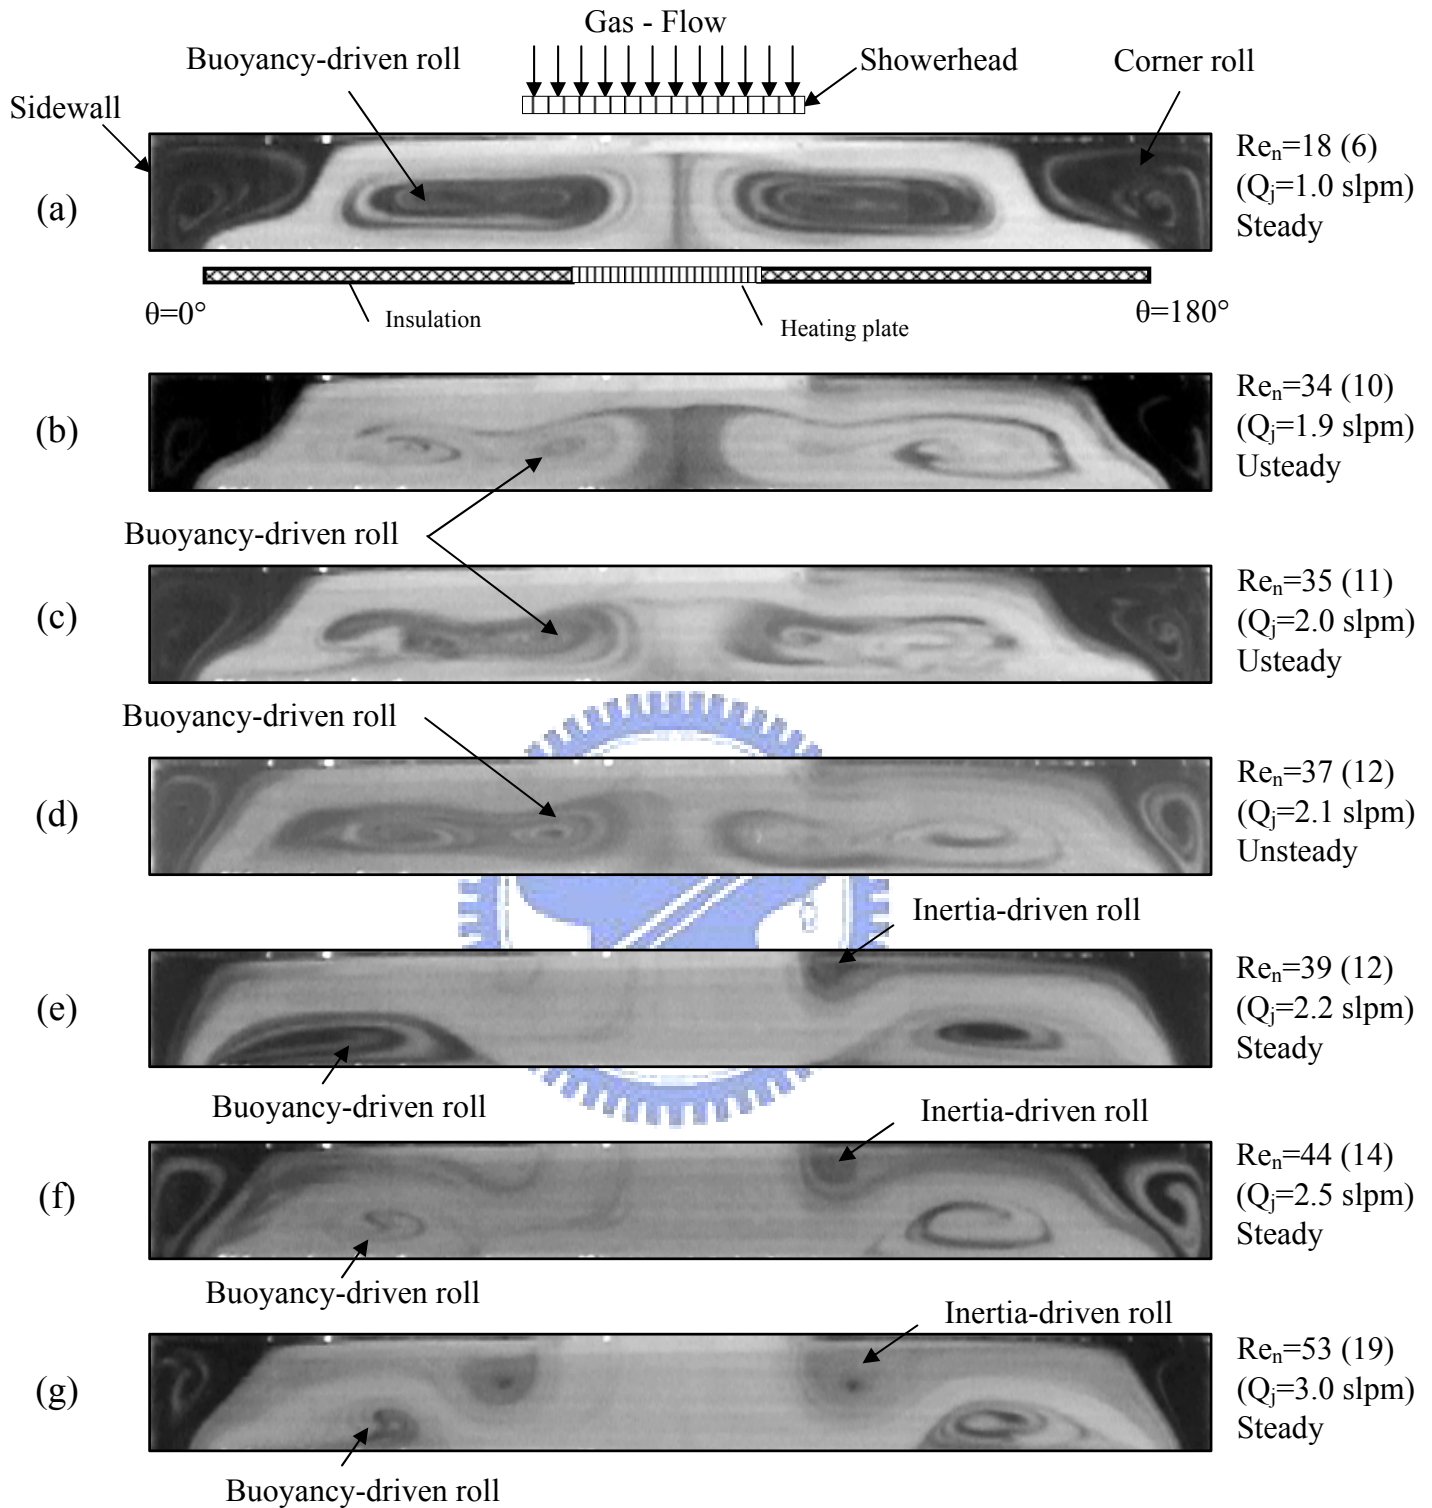 Gas - Flow
Buoyancy-driven roll
Showerhead
Corner roll
Sidewall
(a)
Re_n=18 (6)
(Q_j=1.0 slpm)
Steady
θ=0°
Insulation
Heating plate
θ=180°
(b)
Re_n=34 (10)
(Q_j=1.9 slpm)
Usteady
Buoyancy-driven roll
(c)
Re_n=35 (11)
(Q_j=2.0 slpm)
Usteady
Buoyancy-driven roll
(d)
Re_n=37 (12)
(Q_j=2.1 slpm)
Unsteady
Inertia-driven roll
(e)
Re_n=39 (12)
(Q_j=2.2 slpm)
Steady
Buoyancy-driven roll
Inertia-driven roll
(f)
Re_n=44 (14)
(Q_j=2.5 slpm)
Steady
Buoyancy-driven roll
Inertia-driven roll
(g)
Re_n=53 (19)
(Q_j=3.0 slpm)
Steady
Buoyancy-driven roll